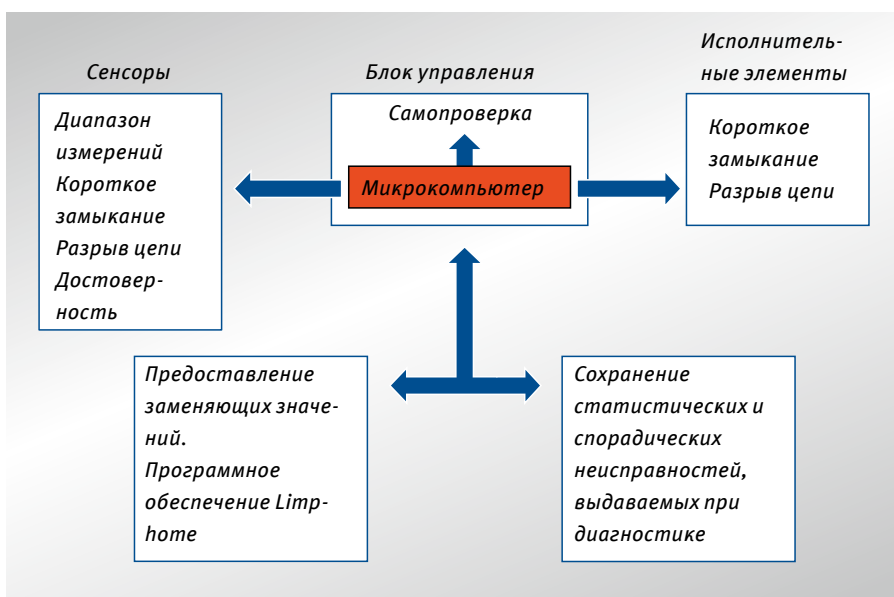 Сенсоры
Диапазон
измерений
Короткое
замыкание
Разрыв цепи
Достовер-
ность
Блок управления
Самопроверка
Микрокомпьютер
Исполнитель-
ные элементы
Короткое
замыкание
Разрыв цепи
Предоставление
заменяющих значе-
ний.
Программное
обеспечение Limp-
home
Сохранение
статистических и
спорадических
неисправностей,
выдаваемых при
диагностике